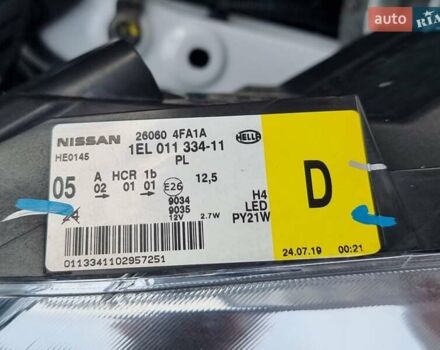 auto RIA
NISSAN 26060 4FA1A HELLA
HE0145 1EL 011 334-11
PL
05 A HCR 1b 12,5
02 01 01 E26
H4
9034 LED
9035 PY21W
12V 2.7W
D
0113341102957251
24.07.19 00:21